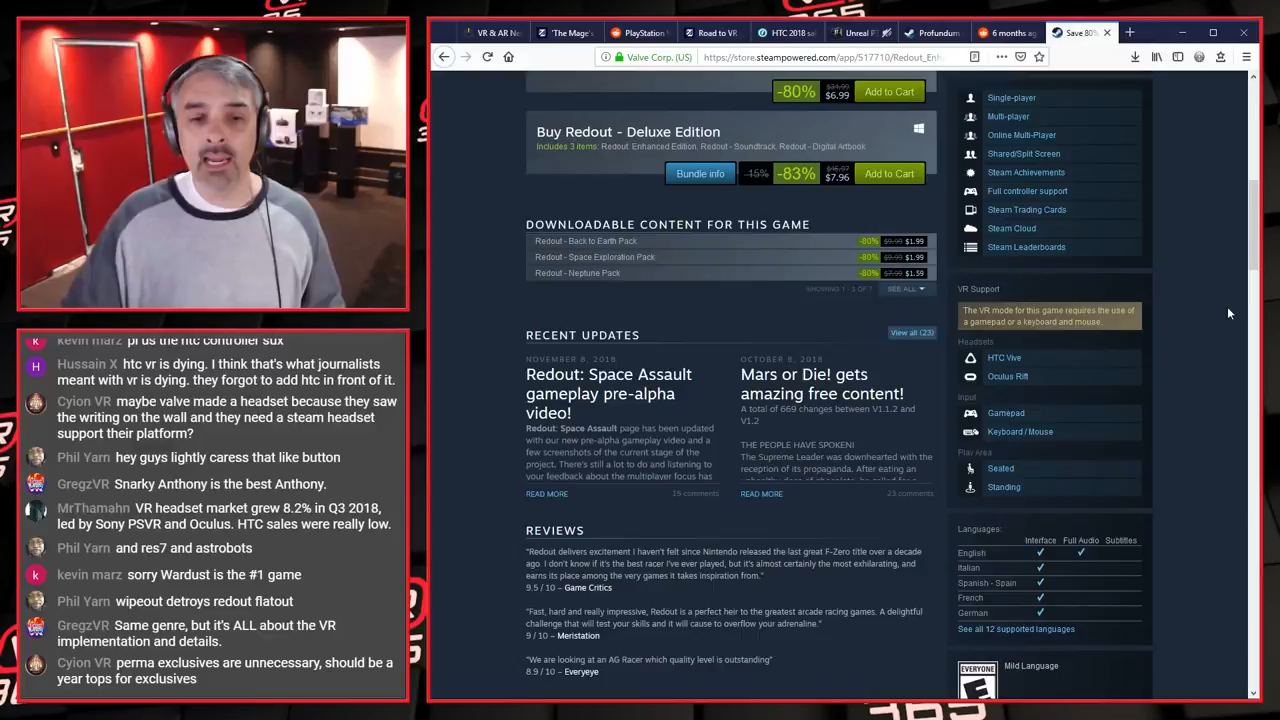 VR & AR Ne
'The Mage's
PlayStation
Road to VR
HTC 2018 sa
Unreal
Profundum
6 months ag
Save 80%
Valve Corp. (US)
https://store.steampowered.com/app/517710/Redout_Enh
-80% $34.99 $6.99 Add to Cart
Buy Redout - Deluxe Edition
Includes 3 items: Redout: Enhanced Edition, Redout - Soundtrack, Redout - Digital Artbook
Bundle info -15% -83% $46.97 $7.96 Add to Cart
DOWNLOADABLE CONTENT FOR THIS GAME
Redout - Back to Earth Pack -80% $9.99 $1.99
Redout - Space Exploration Pack -80% $9.99 $1.99
Redout - Neptune Pack -80% $7.99 $1.59
SHOWING 1 - 3 OF 7 SEE ALL
RECENT UPDATES View all (23)
NOVEMBER 8, 2018
Redout: Space Assault
gameplay pre-alpha
video!
Redout: Space Assault page has been
updated with our new pre-alpha gameplay video and a
few screenshots of the current stage of the
project. There's still a lot to do and listening to
your feedback about the multiplayer focus has
READ MORE 15 comments
OCTOBER 8, 2018
Mars or Die! gets
amazing free content!
A total of 669 changes between V1.1.2 and
V1.2
THE PEOPLE HAVE SPOKEN!
The Supreme Leader was downhearted with the
reception of its propaganda. After eating an
READ MORE 23 comments
REVIEWS
“Redout delivers excitement I haven't felt since Nintendo released the last great F-Zero title over a decade
ago. I don't know if it's the best racer I've ever played, but it's almost certainly the most exhilarating, and
earns its place among the very games it takes inspiration from.”
9.5 / 10 – Game Critics
“Fast, hard and really impressive, Redout is a perfect heir to the greatest arcade racing games. A delightful
challenge that will test your skills and it will cause to overflow your adrenaline.”
9 / 10 – Meristation
“We are looking at an AG Racer which quality level is outstanding”
8.9 / 10 – Everyeye
Single-player
Multi-player
Online Multi-Player
Shared/Split Screen
Steam Achievements
Full controller support
Steam Trading Cards
Steam Cloud
Steam Leaderboards
VR Support
The VR mode for this game requires the use of
a gamepad or a keyboard and mouse.
Headsets
HTC Vive
Oculus Rift
Input
Gamepad
Keyboard / Mouse
Play Area
Seated
Standing
Languages:
Interface Full Audio Subtitles
English ✔ ✔
Italian ✔
Spanish - Spain ✔
French ✔
German ✔
See all 12 supported languages
EVERYONE
E
Mild Language
kevin marz pl us the htc controller sux
Hussain X htc vr is dying. I think that's what journalists
meant with vr is dying. they forgot to add htc in front of it.
Cyion VR maybe valve made a headset because they saw
the writing on the wall and they need a steam headset
support their platform?
Phil Yarn hey guys lightly caress that like button
GregzVR Snarky Anthony is the best Anthony.
MrThamahn VR headset market grew 8.2% in Q3 2018,
led by Sony PSVR and Oculus. HTC sales were really low.
Phil Yarn and res7 and astrobots
kevin marz sorry Wardust is the #1 game
Phil Yarn wipeout detroys redout flatout
GregzVR Same genre, but it's ALL about the VR
implementation and details.
Cyion VR perma exclusives are unnecessary, should be a
year tops for exclusives